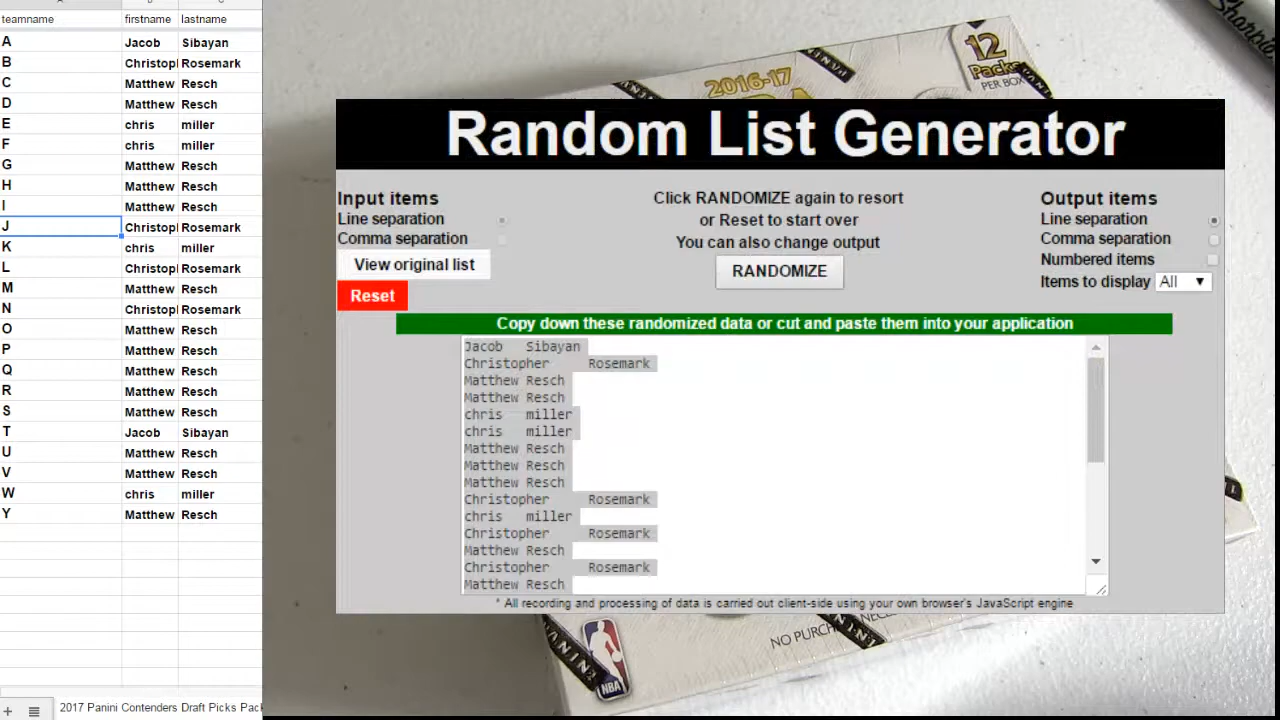 teamname firstname lastname
A Jacob Sibayan
B Christopl Rosemark
C Matthew Resch
D Matthew Resch
E chris miller
F chris miller
G Matthew Resch
H Matthew Resch
I Matthew Resch
J Christopl Rosemark
K chris miller
L Christopl Rosemark
M Matthew Resch
N Christopl Rosemark
O Matthew Resch
P Matthew Resch
Q Matthew Resch
R Matthew Resch
S Matthew Resch
T Jacob Sibayan
U Matthew Resch
V Matthew Resch
W chris miller
Y Matthew Resch
2017 Panini Contenders Draft Picks Pack
Sharpie
2016-17
12
Packs
PER BOX
Random List Generator
Input items
Line separation
Comma separation
View original list
Reset
Click RANDOMIZE again to resort
or Reset to start over
You can also change output
RANDOMIZE
Output items
Line separation
Comma separation
Numbered items
Items to display All
Copy down these randomized data or cut and paste them into your application
Jacob Sibayan
Christopher Rosemark
Matthew Resch
Matthew Resch
chris miller
chris miller
Matthew Resch
Matthew Resch
Matthew Resch
Christopher Rosemark
chris miller
Christopher Rosemark
Matthew Resch
Christopher Rosemark
Matthew Resch
* All recording and processing of data is carried out client-side using your own browser's JavaScript engine
NO PURCH
NBA